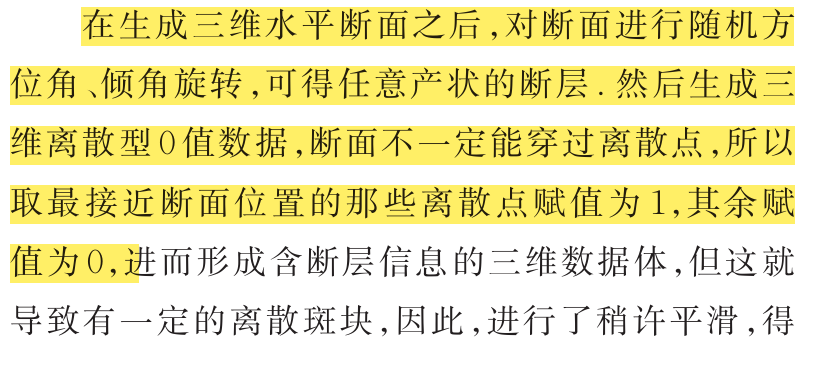 在生成三维水平断面之后,对断面进行随机方
位角、倾角旋转,可得任意产状的断层.然后生成三
维离散型0值数据,断面不一定能穿过离散点,所以
取最接近断面位置的那些离散点赋值为1,其余赋
值为0,进而形成含断层信息的三维数据体,但这就
导致有一定的离散斑块,因此,进行了稍许平滑,得